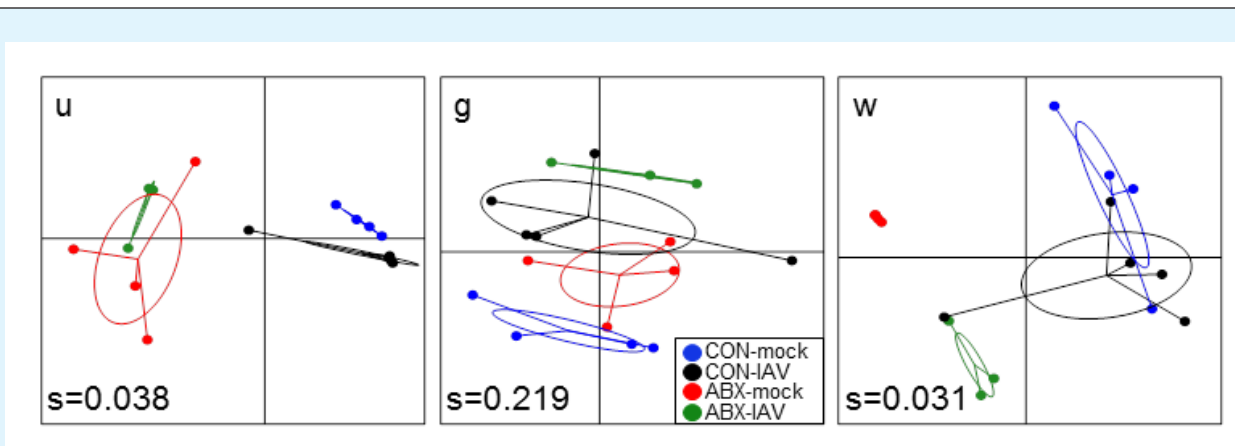 u
s=0.038
g
s=0.219
CON-mock
CON-IAV
ABX-mock
ABX-IAV
w
s=0.031